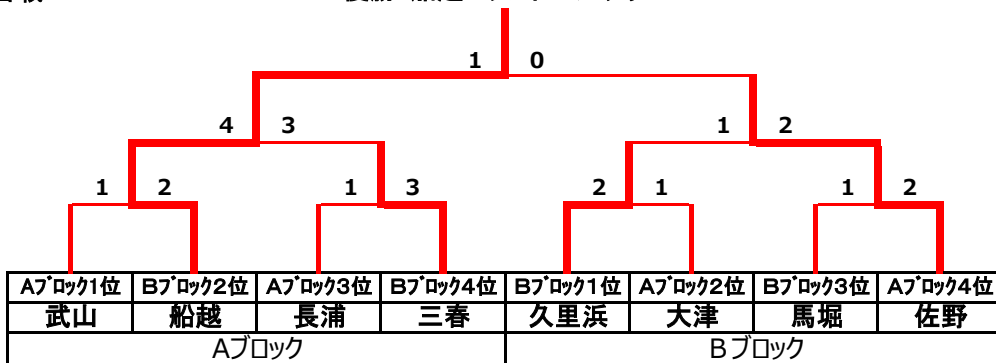 1 0
4 3 1 2
1 2 1 3 2 1 1 2
Aブロック1位 Bブロック2位 Aブロック3位 Bブロック4位 Bブロック1位 Aブロック2位 Bブロック3位 Aブロック4位
武山 船越 長浦 三春 久里浜 大津 馬堀 佐野
Aブロック Bブロック